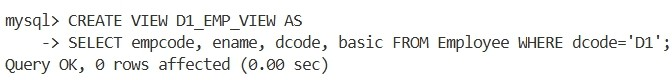 mysql> CREATE VIEW D1_EMP_VIEW AS
-> SELECT empcode, ename, dcode, basic FROM Employee WHERE dcode='D1';
Query OK, 0 rows affected (0.00 sec)